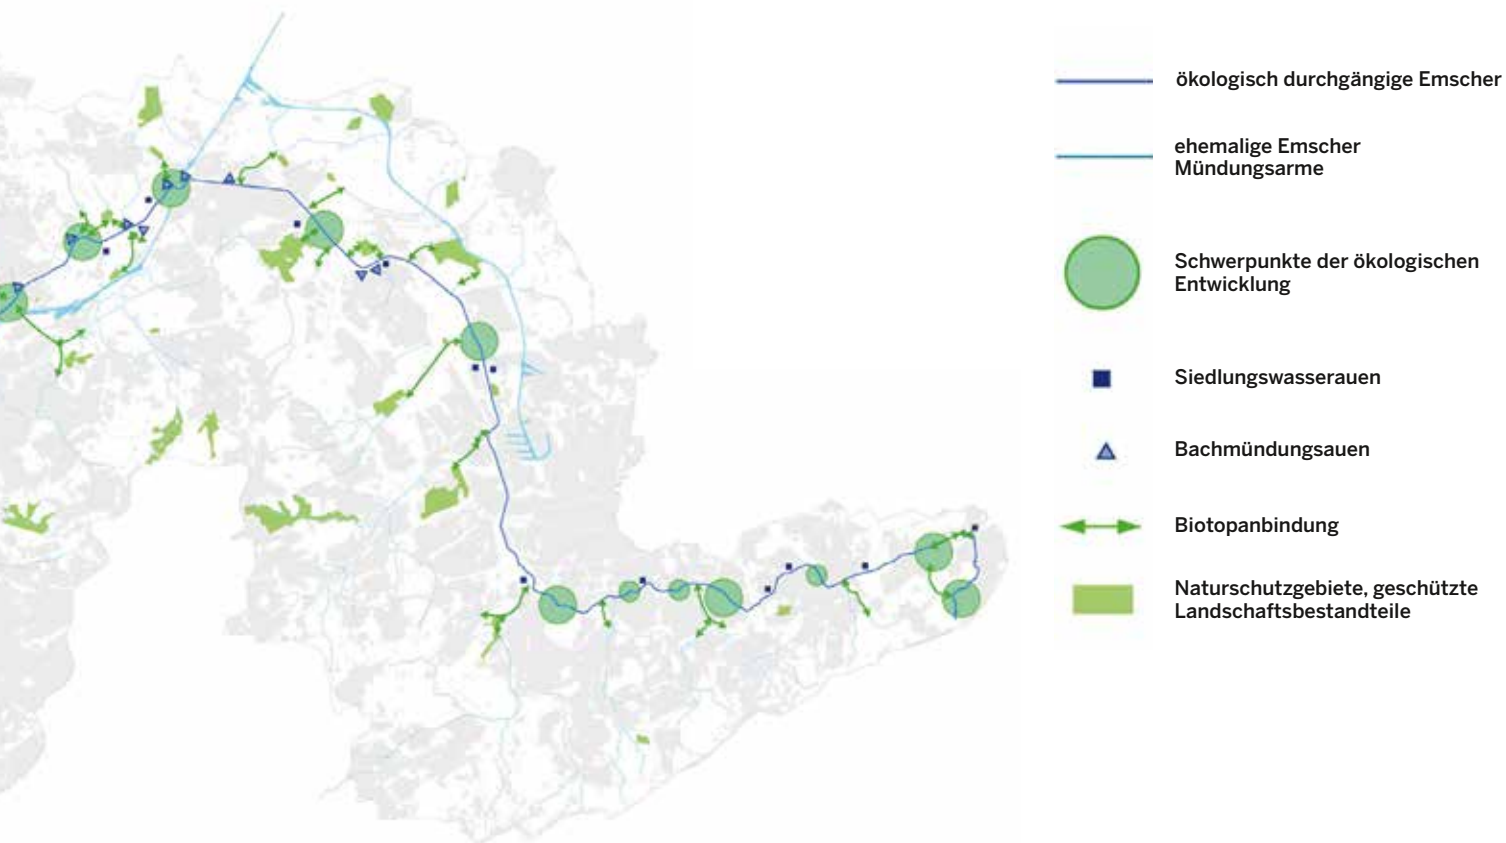 ökologisch durchgängige Emscher
ehemalige Emscher
Mündungsarme
Schwerpunkte der ökologischen
Entwicklung
Siedlungswasserauen
Bachmündungsauen
Biotopanbindung
Naturschutzgebiete, geschützte
Landschaftsbestandteile